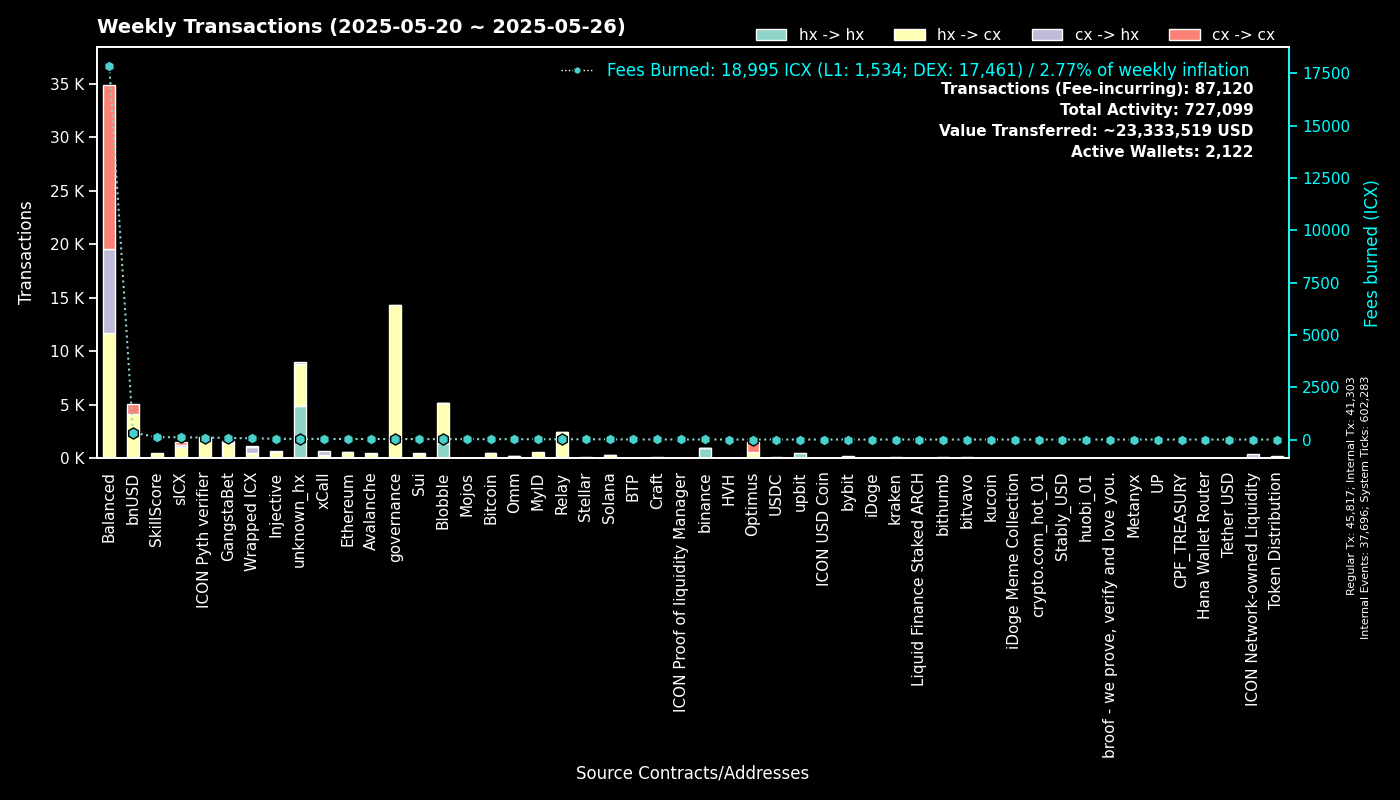 Weekly Transactions (2025-05-20 ~ 2025-05-26)
hx -> hx
hx -> cx
cx -> hx
cx -> cx
Fees Burned: 18,995 ICX (L1: 1,534; DEX: 17,461) / 2.77% of weekly inflation
Transactions (Fee-incurring): 87,120
Total Activity: 727,099
Value Transferred: ~23,333,519 USD
Active Wallets: 2,122
Transactions
35 K
30 K
25 K
20 K
15 K
10 K
5 K
0 K
17500
15000
12500
10000
7500
5000
2500
0
Fees burned (ICX)
Regular Tx: 45,817; Internal Tx: 41,303
Internal Events: 37,696; System Ticks: 602,283
Balanced
bnUSD
SkillScore
sICX
ICON Pyth verifier
GangstaBet
Wrapped ICX
Injective
unknown_hx
xCall
Ethereum
Avalanche
governance
Sui
Blobble
Mojos
Bitcoin
Omm
MyID
Relay
Stellar
Solana
BTP
Craft
ICON Proof of liquidity Manager
binance
HVH
Optimus
USDC
upbit
ICON USD Coin
bybit
iDoge
kraken
Liquid Finance Staked ARCH
bithumb
bitvavo
kucoin
iDoge Meme Collection
crypto.com_hot_01
Stably_USD
huobi_01
broof - we prove, verify and love you.
Metanyx
UP
CPF_TREASURY
Hana Wallet Router
Tether USD
ICON Network-owned Liquidity
Token Distribution
Source Contracts/Addresses